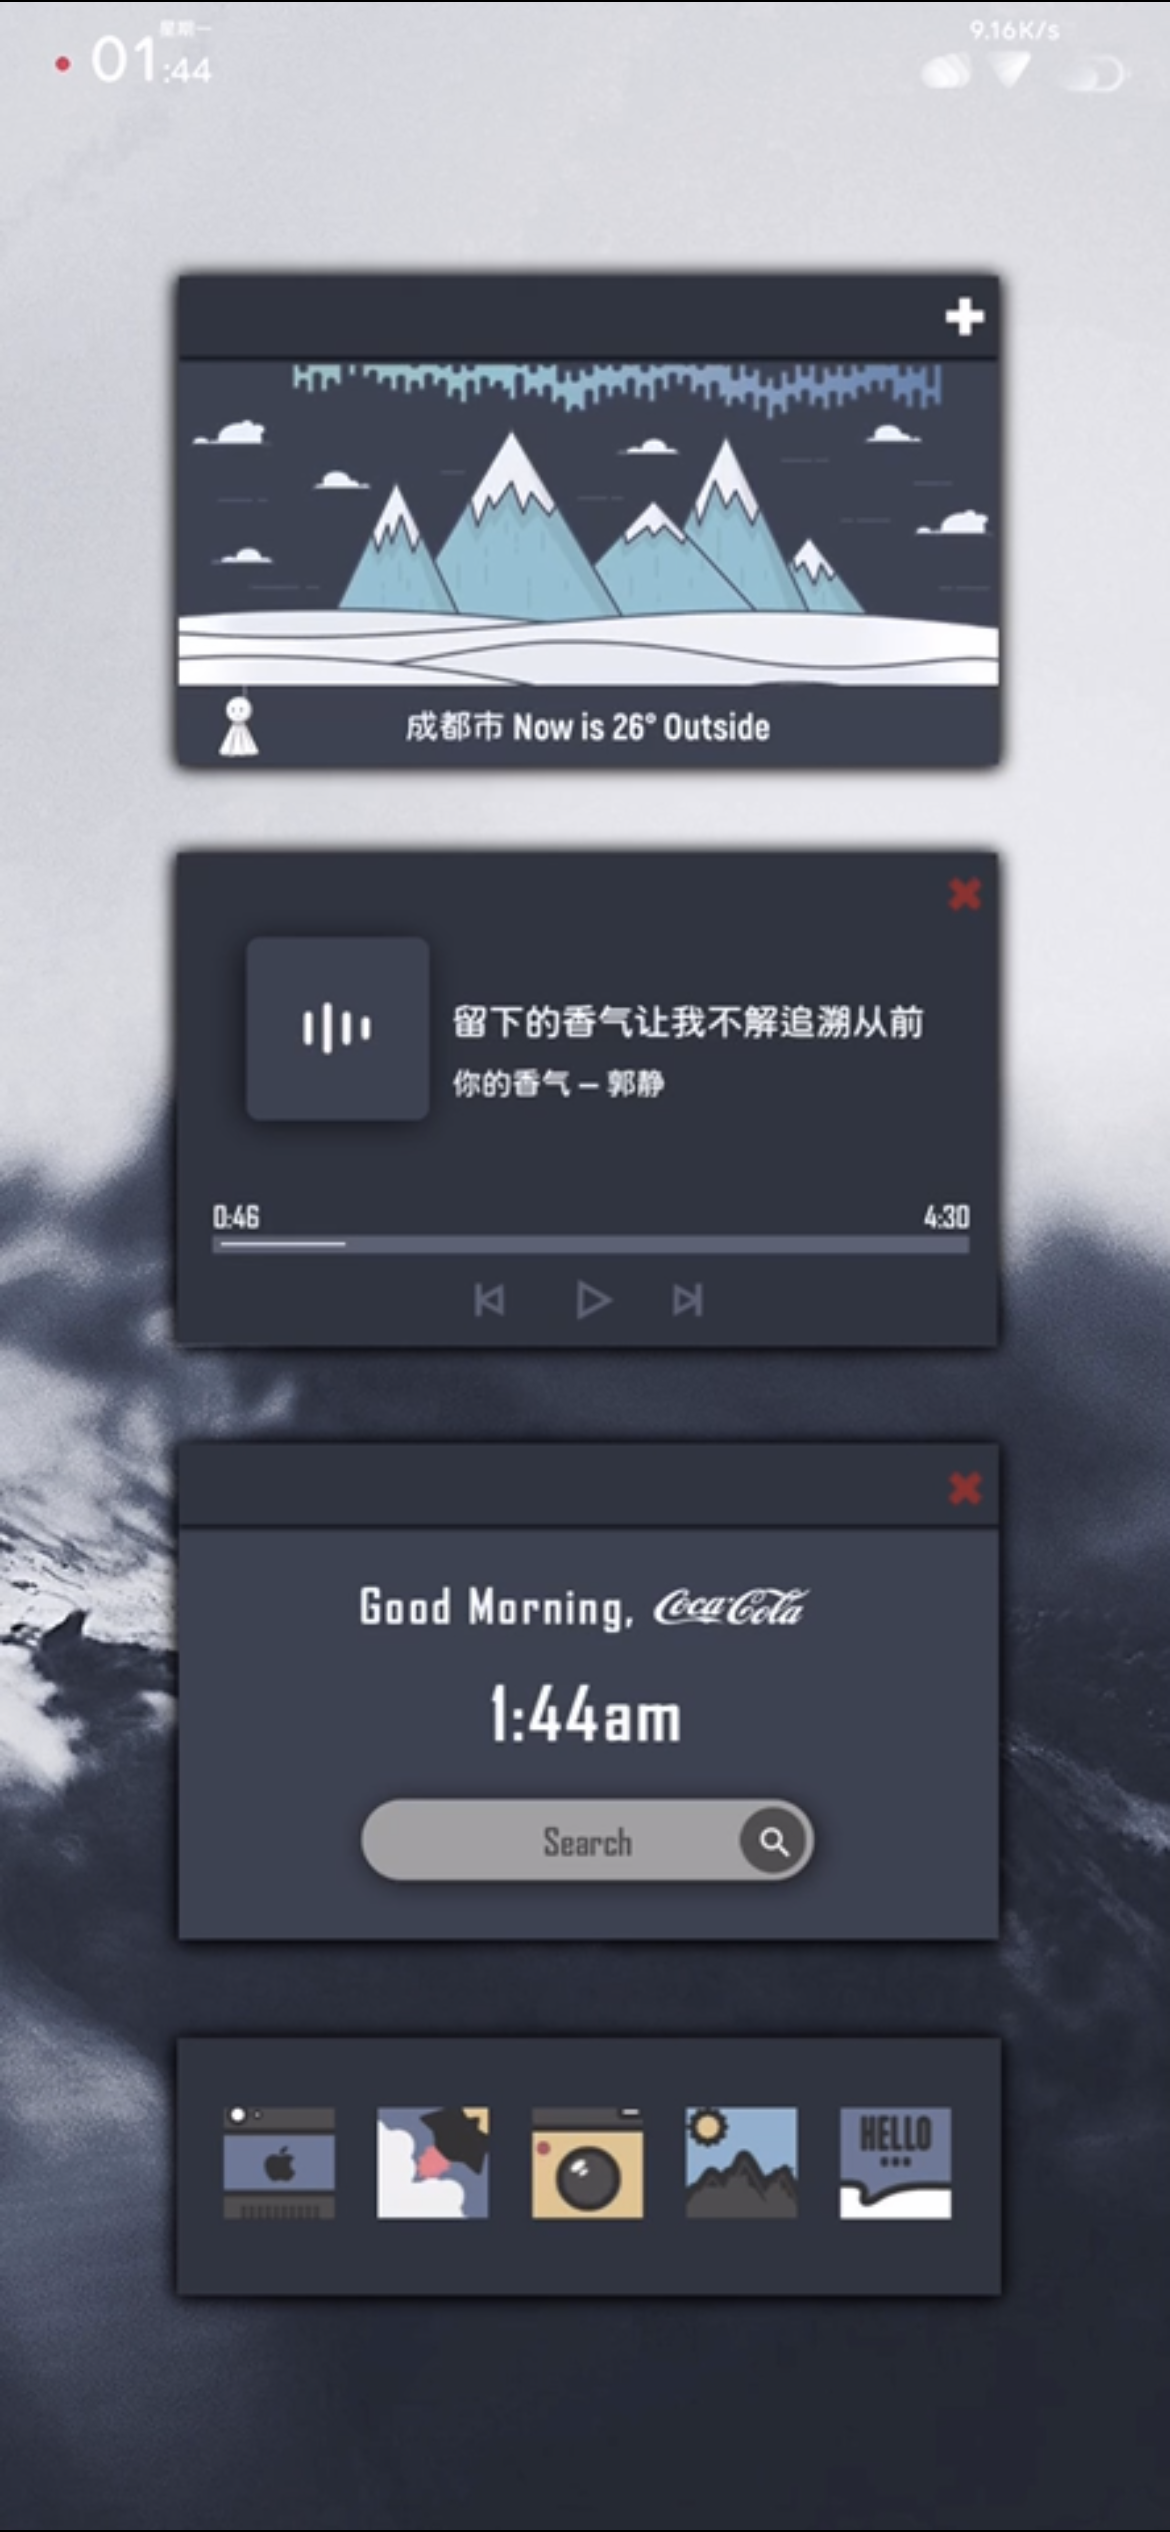 星期一
01:44
9.16K/s
成都市 Now is 26° Outside
留下的香气让我不解追溯从前
你的香气 – 郭静
0:46
4:30
Good Morning, Coca-Cola
1:44am
Search
HELLO